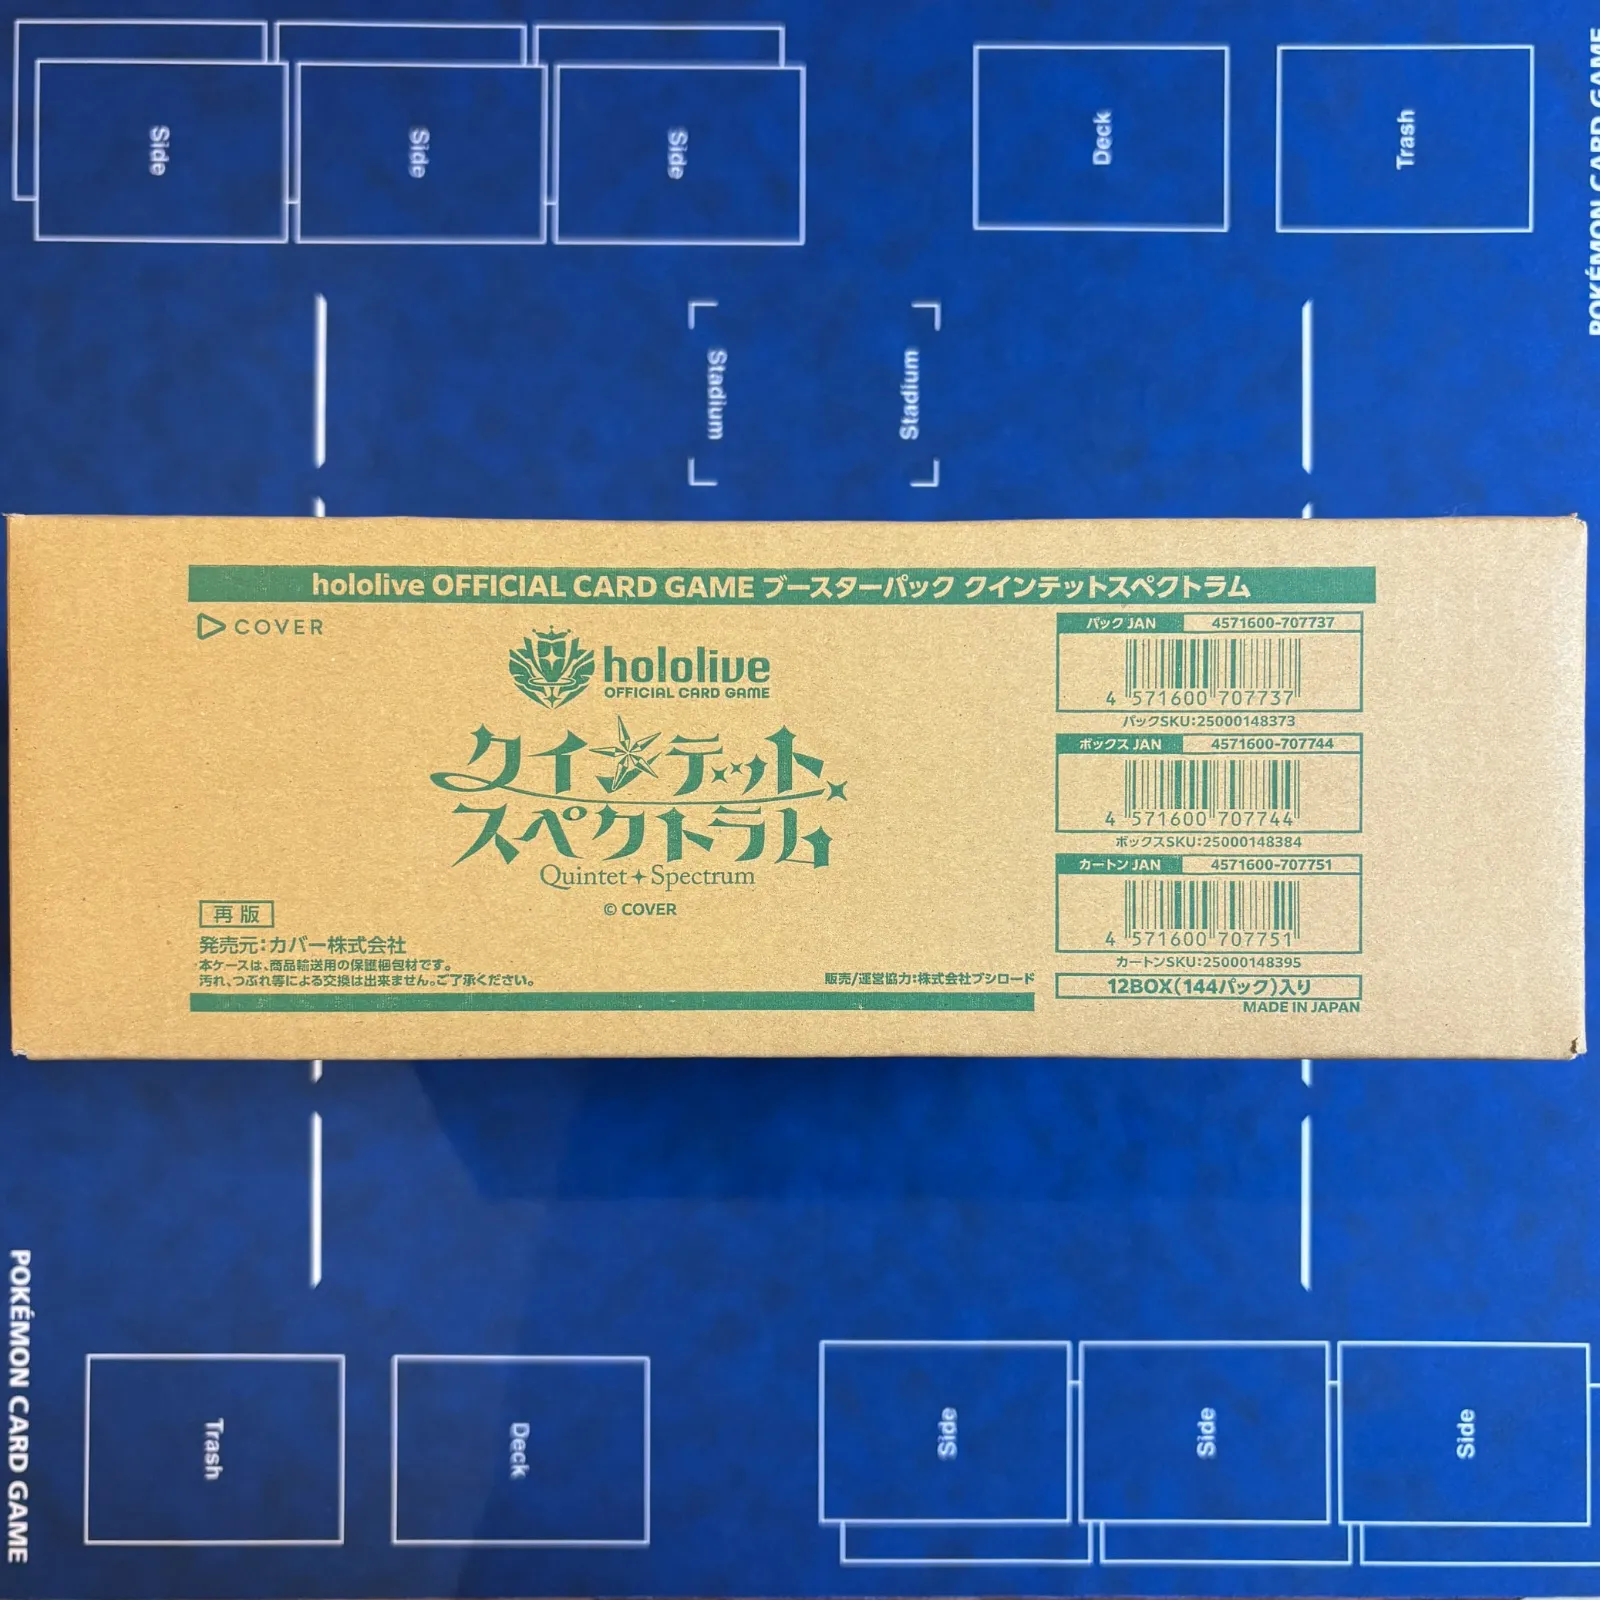 Side
Side
Side
Deck
Trash
POKÉMON CARD GAME
Stadium
Stadium
hololive OFFICIAL CARD GAME ブースターパック クインテットスペクトラム
COVER
hololive
OFFICIAL CARD GAME
クインテット
スペクトラム
Quintet Spectrum
© COVER
再版
発売元:カバー株式会社
本ケースは、商品輸送用の保護梱包材です。
汚れ、つぶれ等による交換は出来ません。ご了承ください。
販売/運営協力:株式会社ブシロード
パック JAN 4571600-707737
4 571600 707737
パックSKU:25000148373
ボックス JAN 4571600-707744
4 571600 707744
ボックスSKU:25000148384
カートン JAN 4571600-707751
4 571600 707751
カートンSKU:25000148395
12BOX(144パック)入り
MADE IN JAPAN
POKÉMON CARD GAME
Trash
Deck
Side
Side
Side